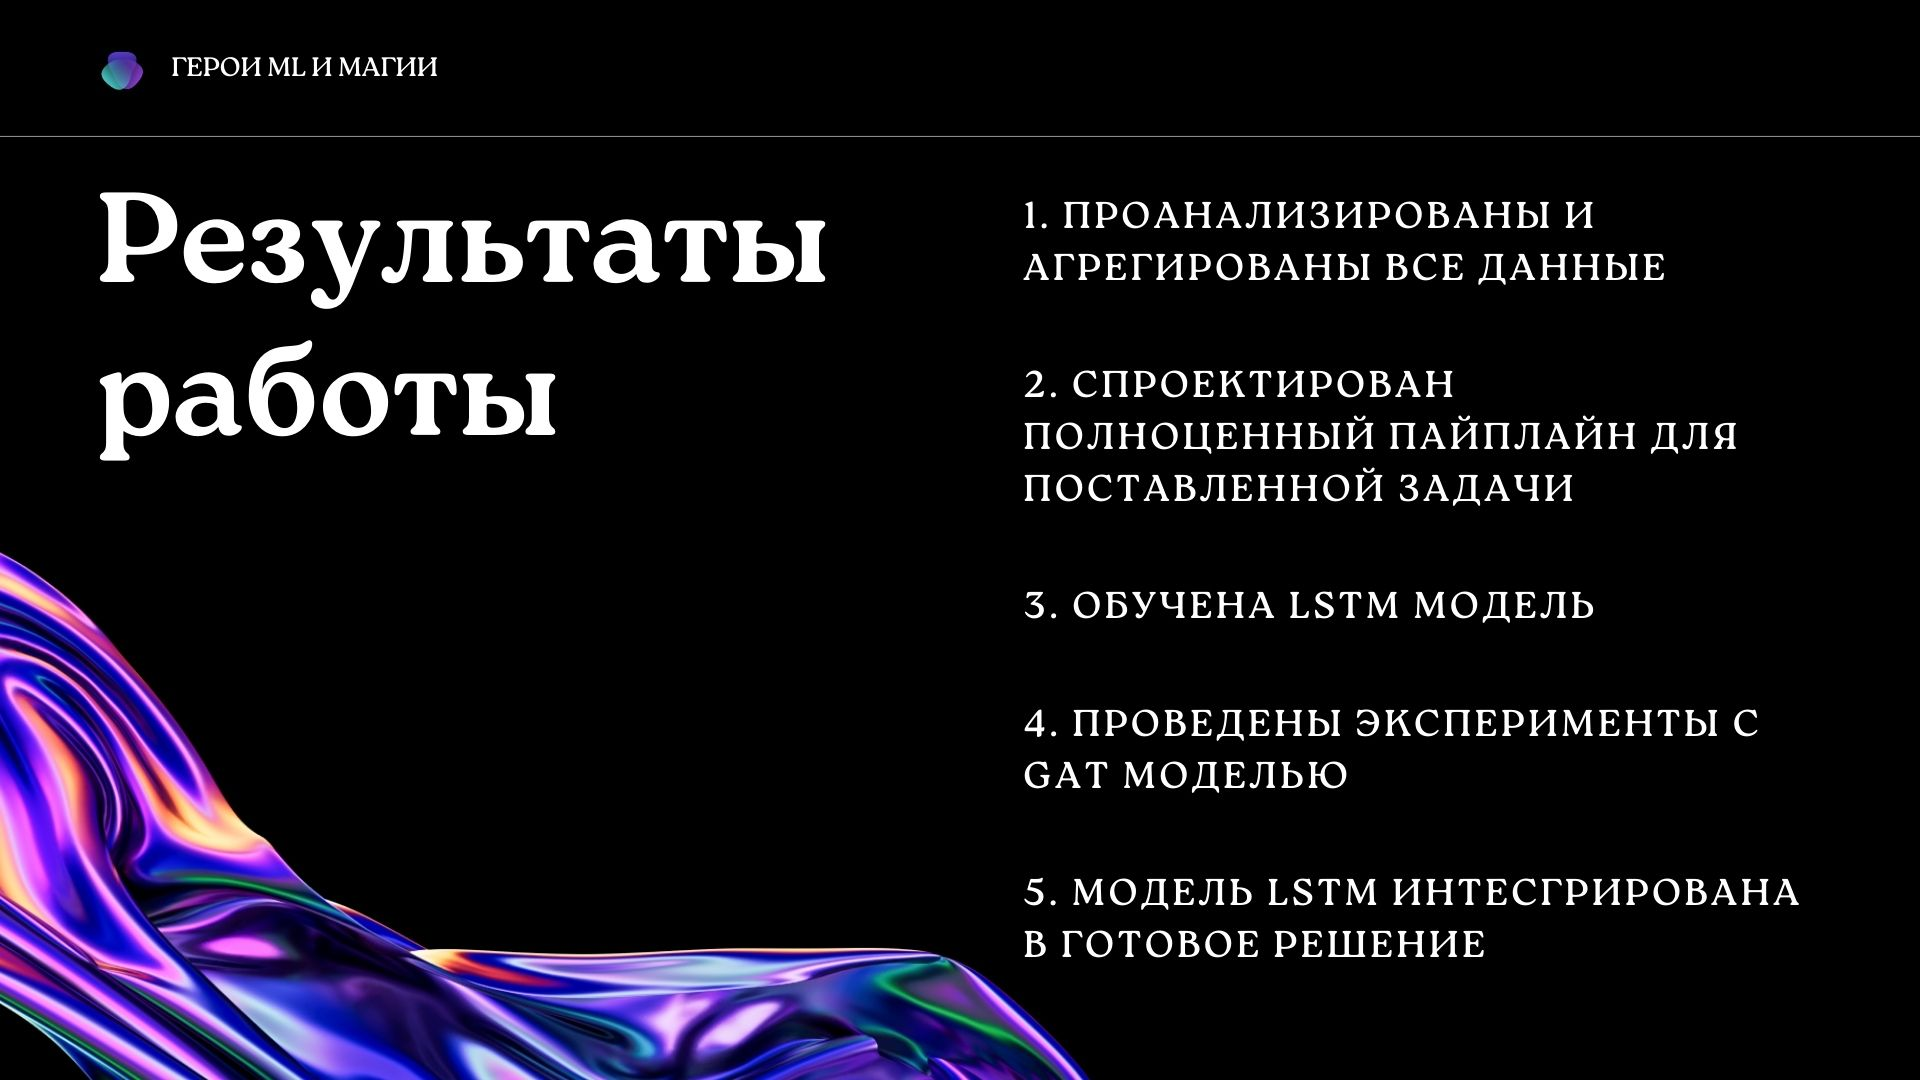 ГЕРОИ ML И МАГИИ
Результаты
работы
1. ПРОАНАЛИЗИРОВАНЫ И
АГРЕГИРОВАНЫ ВСЕ ДАННЫЕ
2. СПРОЕКТИРОВАН
ПОЛНОЦЕННЫЙ ПАЙПЛАЙН ДЛЯ
ПОСТАВЛЕННОЙ ЗАДАЧИ
3. ОБУЧЕНА LSTM МОДЕЛЬ
4. ПРОВЕДЕНЫ ЭКСПЕРИМЕНТЫ С
GAT МОДЕЛЬЮ
5. МОДЕЛЬ LSTM ИНТЕСГРИРОВАНА
В ГОТОВОЕ РЕШЕНИЕ